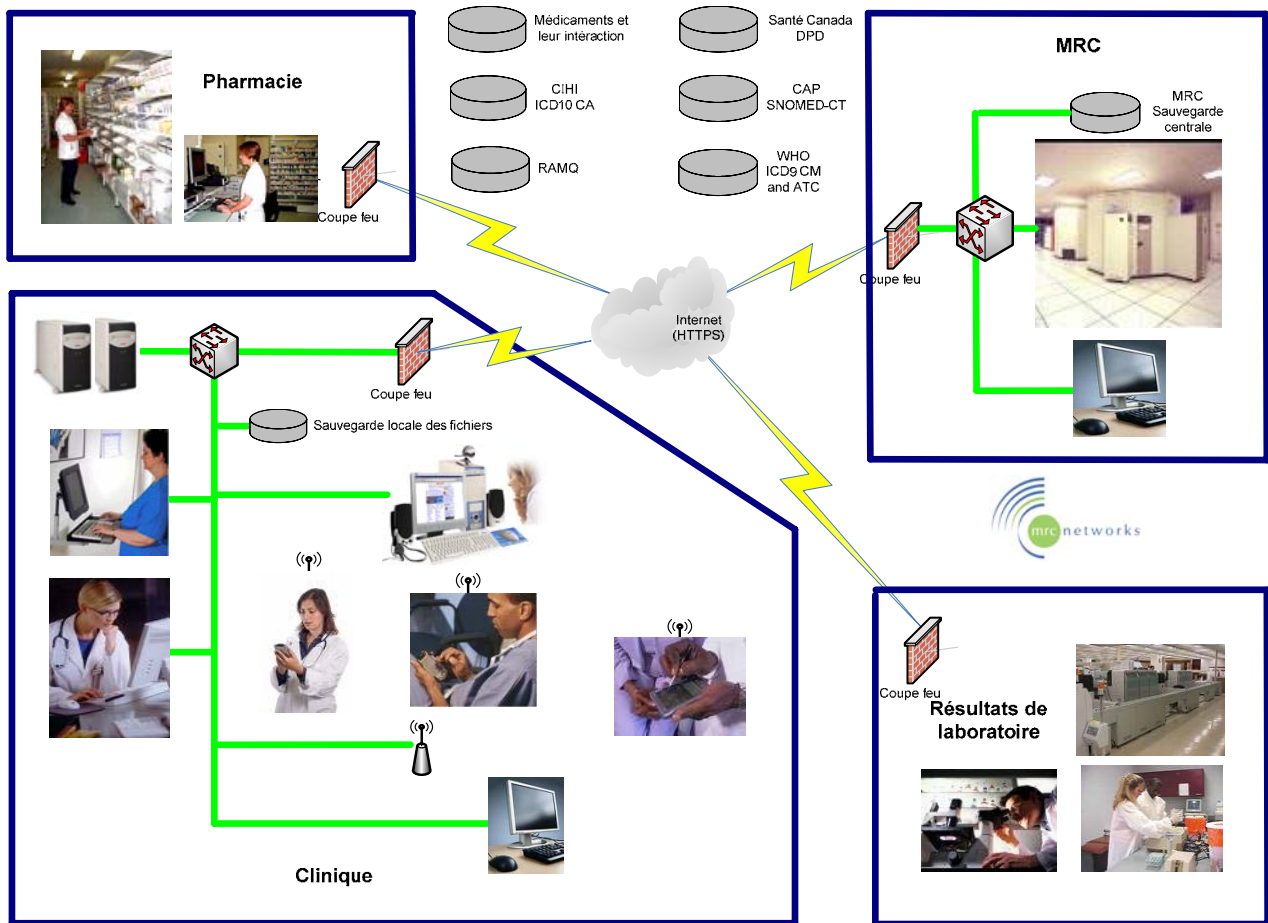 Médicaments et
leur intéraction
Santé Canada
DPD
MRC
Pharmacie
CIHI
ICD10 CA
CAP
SNOMED-CT
MRC
Sauvegarde
centrale
RAMQ
WHO
ICD9 CM
and ATC
Coupe feu
Coupe feu
Internet
(HTTPS)
Coupe feu
Sauvegarde locale des fichiers
mrc networks
Coupe feu
Résultats de
laboratoire
Clinique